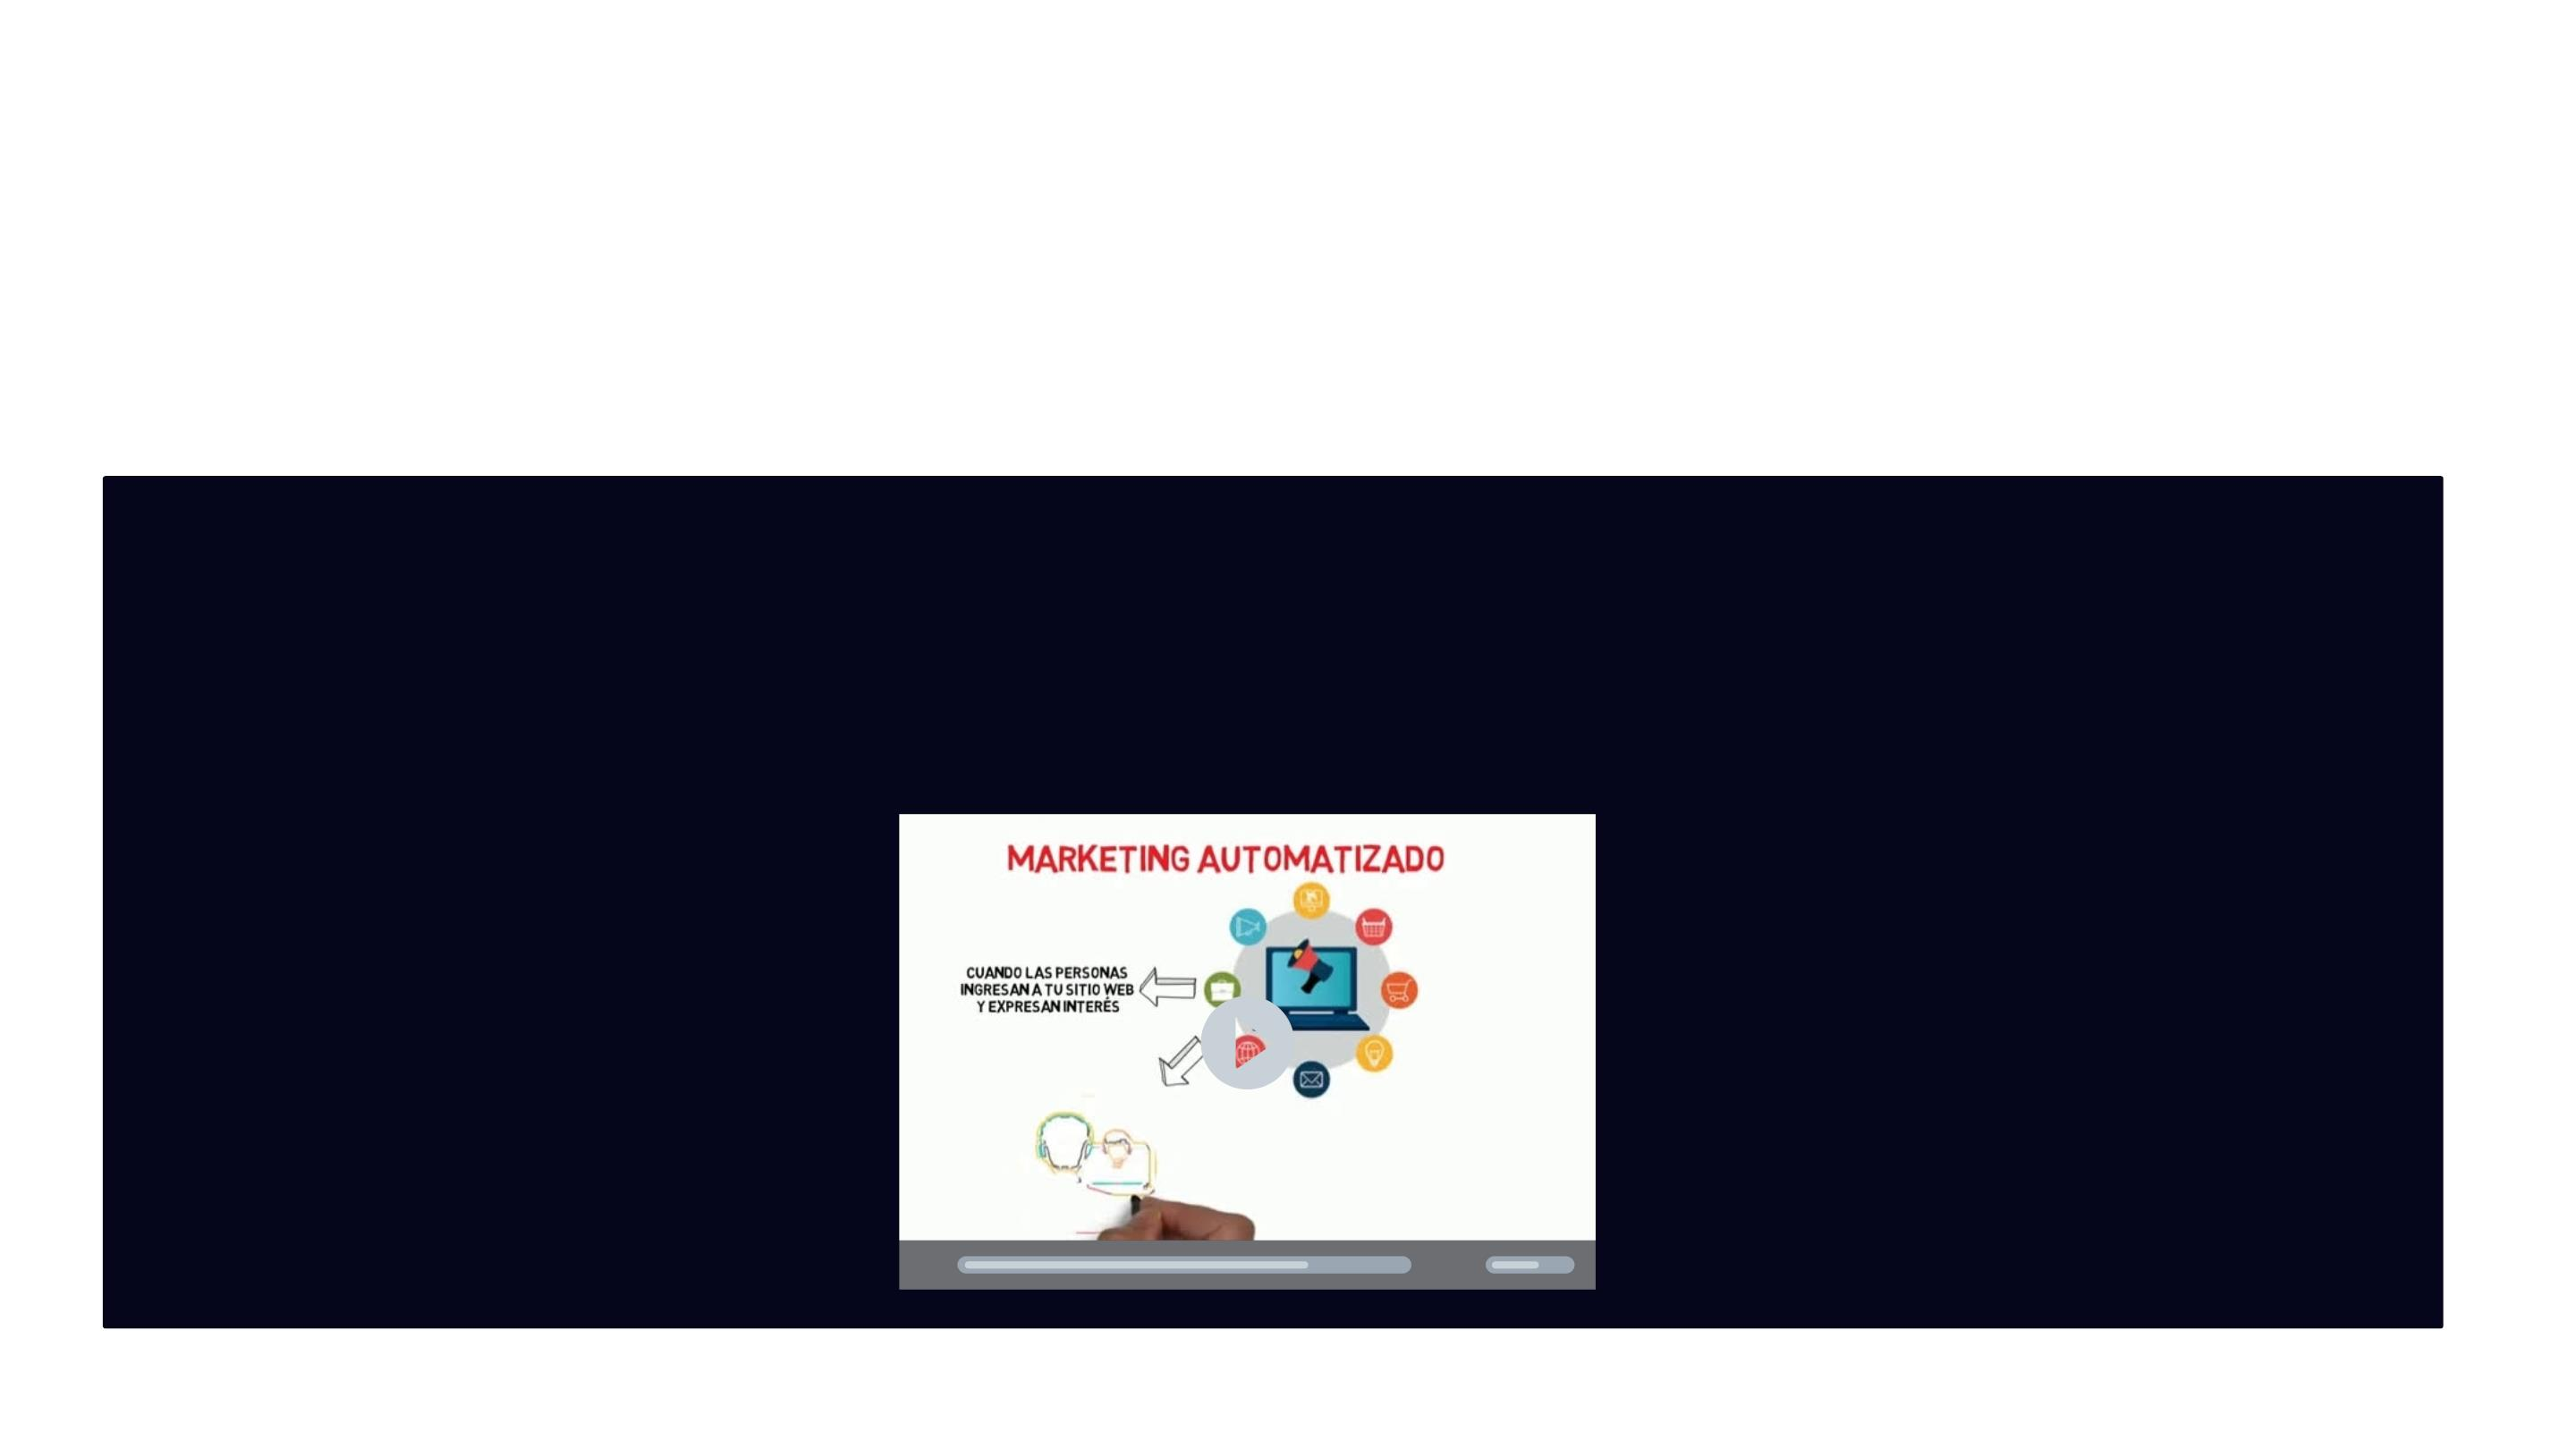 MARKETING AUTOMATIZADO
CUANDO LAS PERSONAS
INGRESAN A TU SITIO WEB
Y EXPRESAN INTERÉS